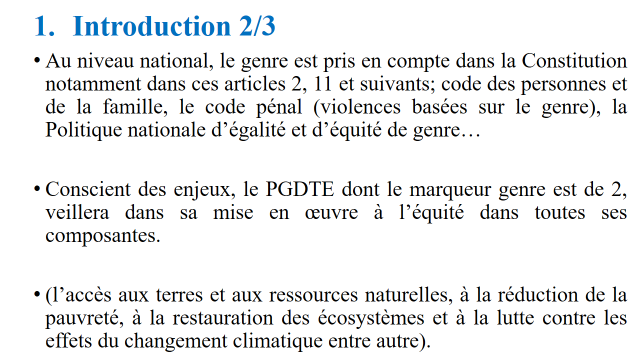 1. Introduction 2/3
• Au niveau national, le genre est pris en compte dans la Constitution
notamment dans ces articles 2, 11 et suivants; code des personnes et
de la famille, le code pénal (violences basées sur le genre), la
Politique nationale d’égalité et d’équité de genre…
• Conscient des enjeux, le PGDTE dont le marqueur genre est de 2,
veillera dans sa mise en œuvre à l’équité dans toutes ses
composantes.
• (l’accès aux terres et aux ressources naturelles, à la réduction de la
pauvreté, à la restauration des écosystèmes et à la lutte contre les
effets du changement climatique entre autre).